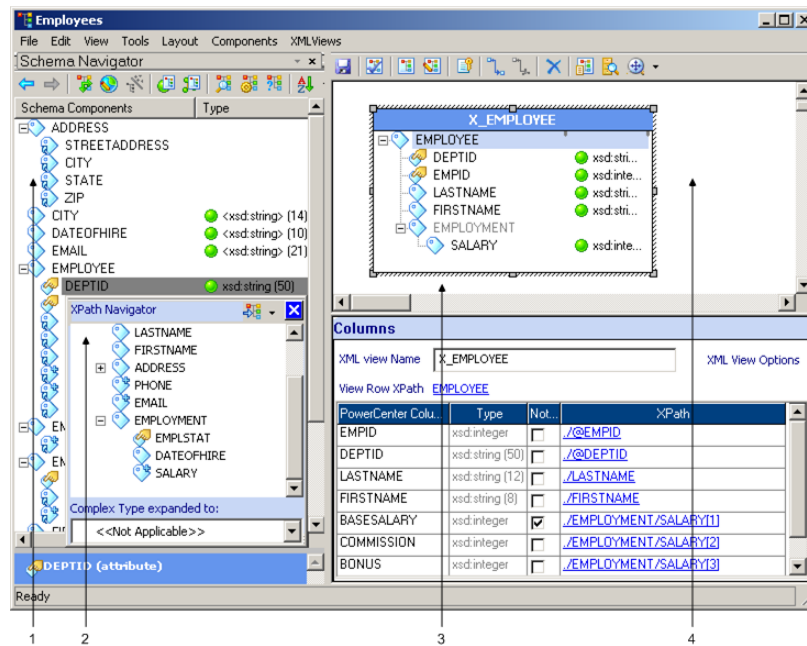 Employees
File Edit View Tools Layout Components XMLViews
Schema Navigator
Schema Components Type
ADDRESS
STREETADDRESS
CITY
STATE
ZIP
CITY <xsd:string> (14)
DATEOFHIRE <xsd:string> (10)
EMAIL <xsd:string> (21)
EMPLOYEE
DEPTID xsd:string (50)
XPath Navigator
LASTNAME
FIRSTNAME
ADDRESS
PHONE
EMAIL
EMPLOYMENT
EMPLSTAT
DATEOFHIRE
SALARY
Complex Type expanded to:
<<Not Applicable>>
DEPTID (attribute)
Ready
X_EMPLOYEE
EMPLOYEE
DEPTID xsd:stri...
EMPID xsd:inte...
LASTNAME xsd:stri...
FIRSTNAME xsd:stri...
EMPLOYMENT
SALARY xsd:inte...
Columns
XML view Name X_EMPLOYEE XML View Options
View Row XPath EMPLOYEE
PowerCenter Colu... Type Not... XPath
EMPID xsd:integer ./@EMPID
DEPTID xsd:string (50) ./@DEPTID
LASTNAME xsd:string (12) ./LASTNAME
FIRSTNAME xsd:string (8) ./FIRSTNAME
BASESALARY xsd:integer ./EMPLOYMENT/SALARY[1]
COMMISSION xsd:integer ./EMPLOYMENT/SALARY[2]
BONUS xsd:integer ./EMPLOYMENT/SALARY[3]
1 2 3 4